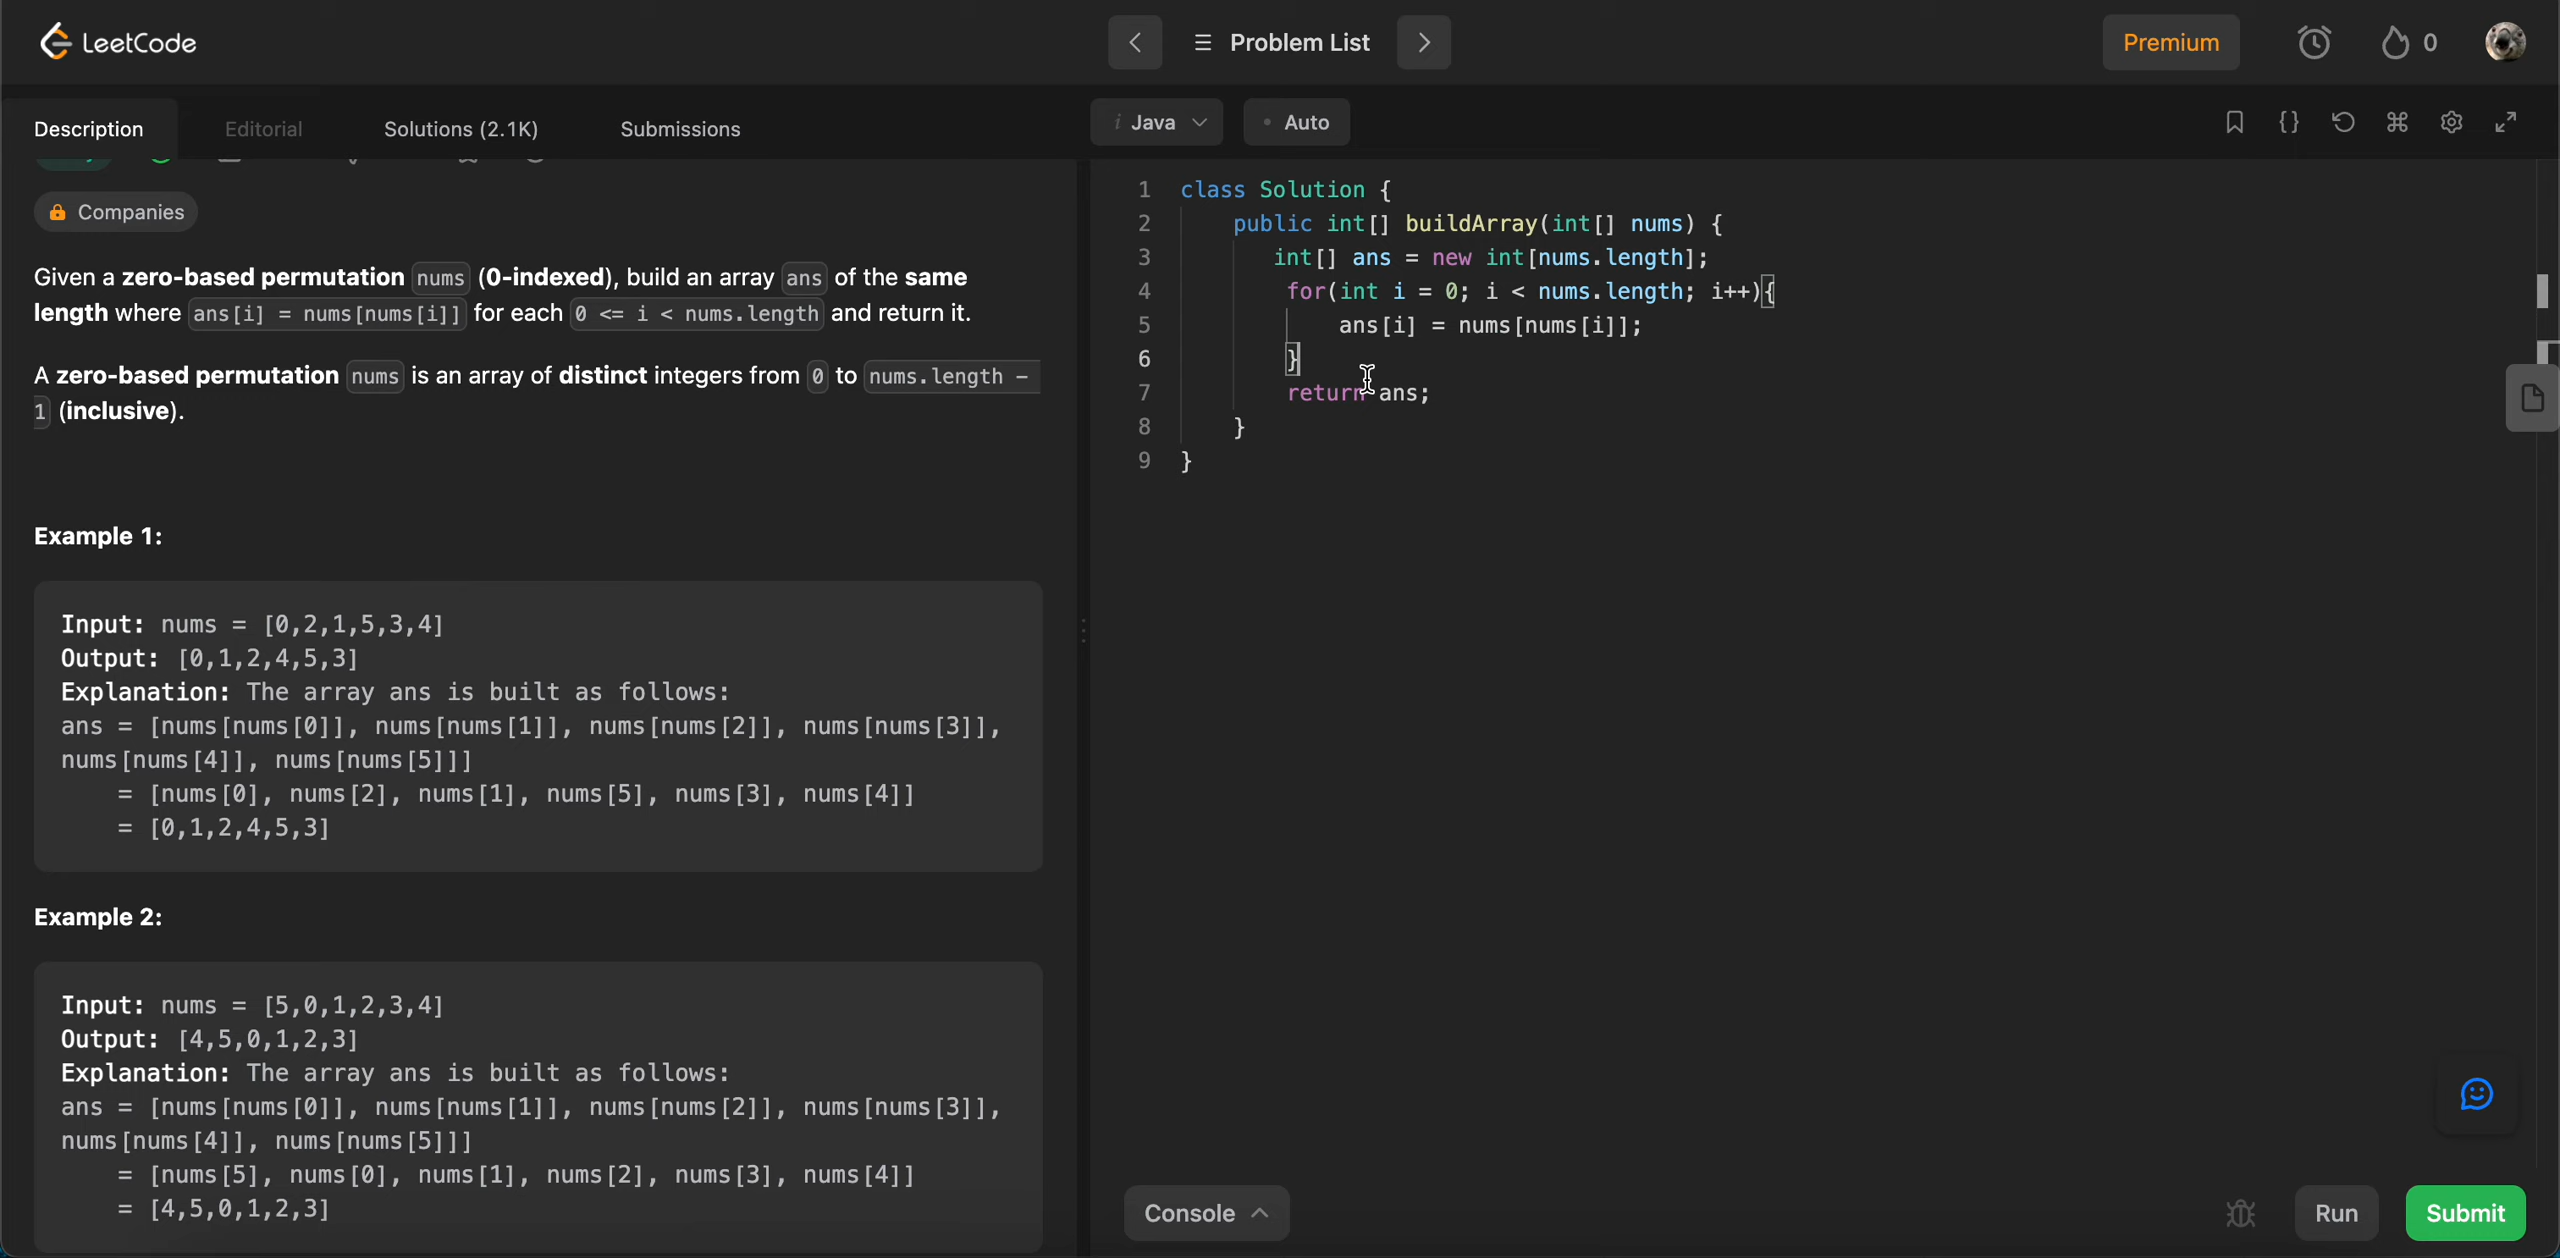 LeetCode
Problem List
Premium
0
Description
Editorial
Solutions (2.1K)
Submissions
Java
Auto
Companies
Given a zero-based permutation nums (0-indexed), build an array ans of the same
length where ans[i] = nums[nums[i]] for each 0 <= i < nums.length and return it.
A zero-based permutation nums is an array of distinct integers from 0 to nums.length -
1 (inclusive).
Example 1:
Input: nums = [0,2,1,5,3,4]
Output: [0,1,2,4,5,3]
Explanation: The array ans is built as follows:
ans = [nums[nums[0]], nums[nums[1]], nums[nums[2]], nums[nums[3]],
nums[nums[4]], nums[nums[5]]]
= [nums[0], nums[2], nums[1], nums[5], nums[3], nums[4]]
= [0,1,2,4,5,3]
Example 2:
Input: nums = [5,0,1,2,3,4]
Output: [4,5,0,1,2,3]
Explanation: The array ans is built as follows:
ans = [nums[nums[0]], nums[nums[1]], nums[nums[2]], nums[nums[3]],
nums[nums[4]], nums[nums[5]]]
= [nums[5], nums[0], nums[1], nums[2], nums[3], nums[4]]
= [4,5,0,1,2,3]
1 class Solution {
2 public int[] buildArray(int[] nums) {
3 int[] ans = new int[nums.length];
4 for(int i = 0; i < nums.length; i++){
5 ans[i] = nums[nums[i]];
6 }
7 return ans;
8 }
9 }
Console
Run
Submit